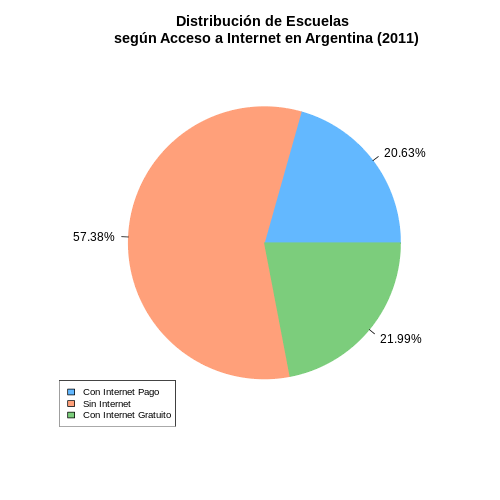 Distribución de Escuelas
según Acceso a Internet en Argentina (2011)
20.63%
57.38%
21.99%
Con Internet Pago
Sin Internet
Con Internet Gratuito